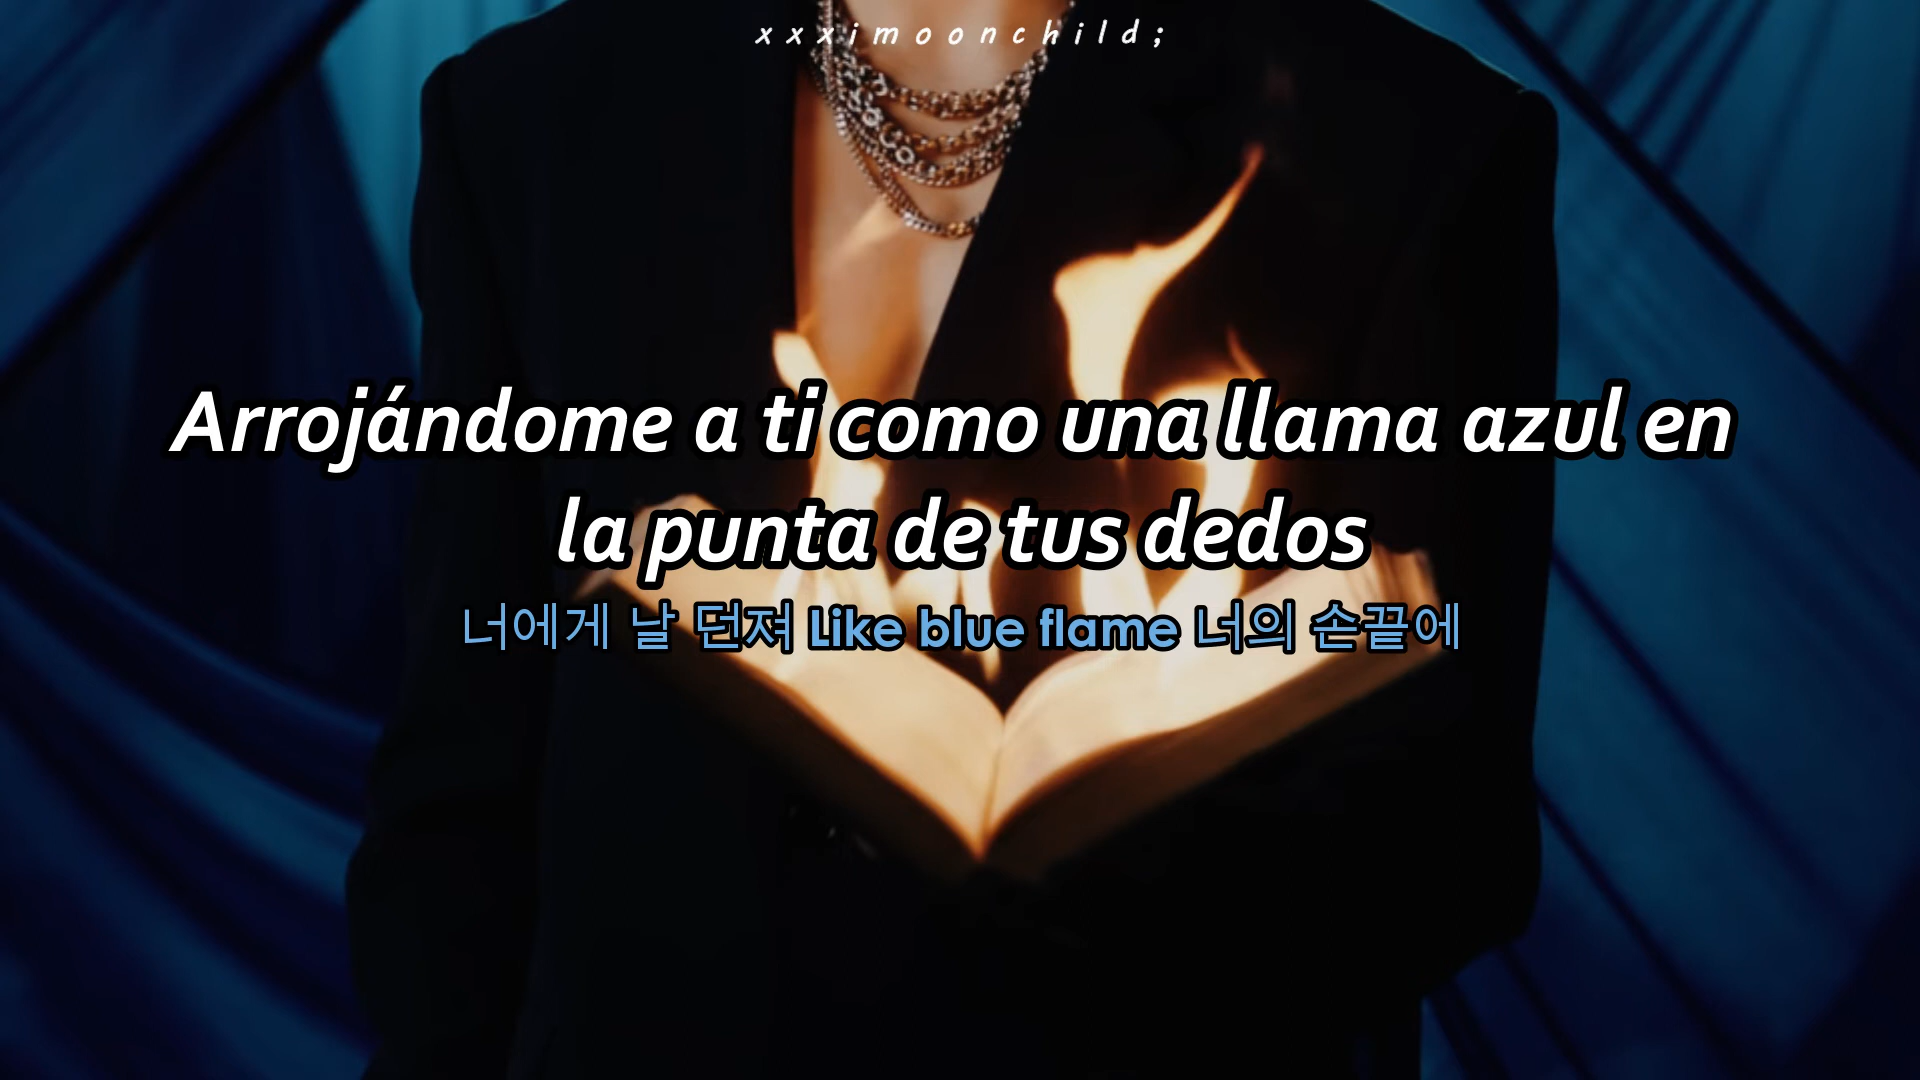 xxximoonchild;
Arrojándome a ti como una llama azul en
la punta de tus dedos
너에게 날 던져 Like blue flame 너의 손끝에